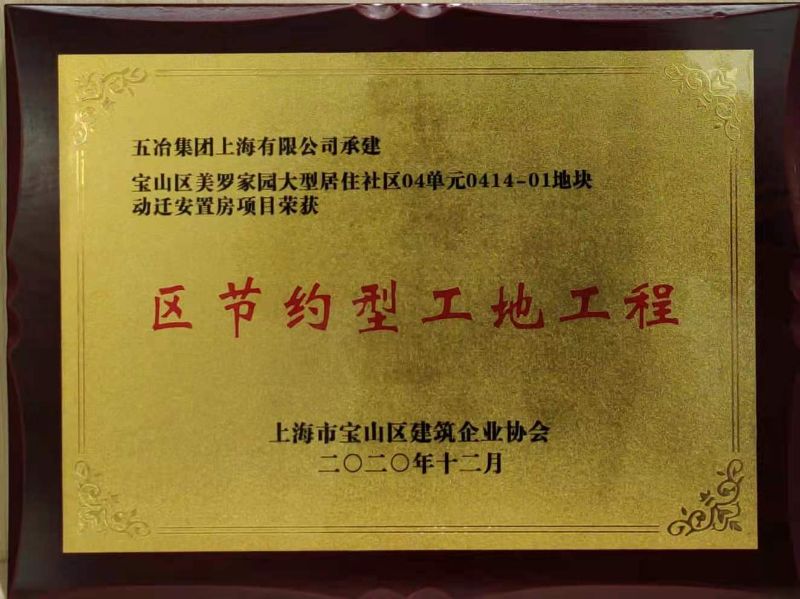 五冶集团上海有限公司承建
宝山区美罗家园大型居住社区04单元0414-01地块
动迁安置房项目荣获
区节约型工地工程
上海市宝山区建筑企业协会
二〇二〇年十二月